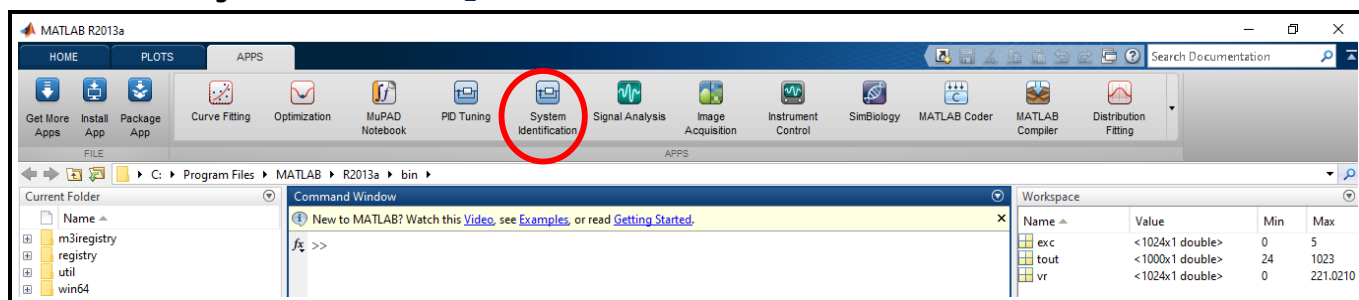 MATLAB R2013a
HOME PLOTS APPS Search Documentation
Get More Apps Install App Package App Curve Fitting Optimization MuPAD Notebook PID Tuning System Identification Signal Analysis Image Acquisition Instrument Control SimBiology MATLAB Coder MATLAB Compiler Distribution Fitting
FILE APPS
C: Program Files MATLAB R2013a bin
Current Folder Command Window Workspace
Name New to MATLAB? Watch this Video, see Examples, or read Getting Started. Name Value Min Max
m3iregistry fx >> exc <1024x1 double> 0 5
registry tout <1000x1 double> 24 1023
util vr <1024x1 double> 0 221.0210
win64